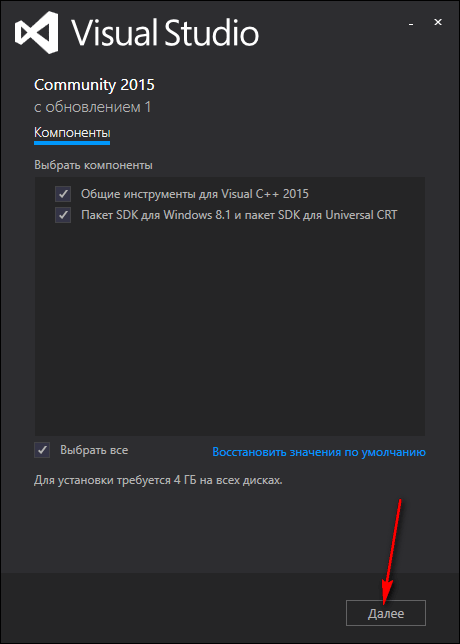 Visual Studio
Community 2015
с обновлением 1
Компоненты
Выбрать компоненты
Общие инструменты для Visual C++ 2015
Пакет SDK для Windows 8.1 и пакет SDK для Universal CRT
Выбрать все
Восстановить значения по умолчанию
Для установки требуется 4 ГБ на всех дисках.
Далее